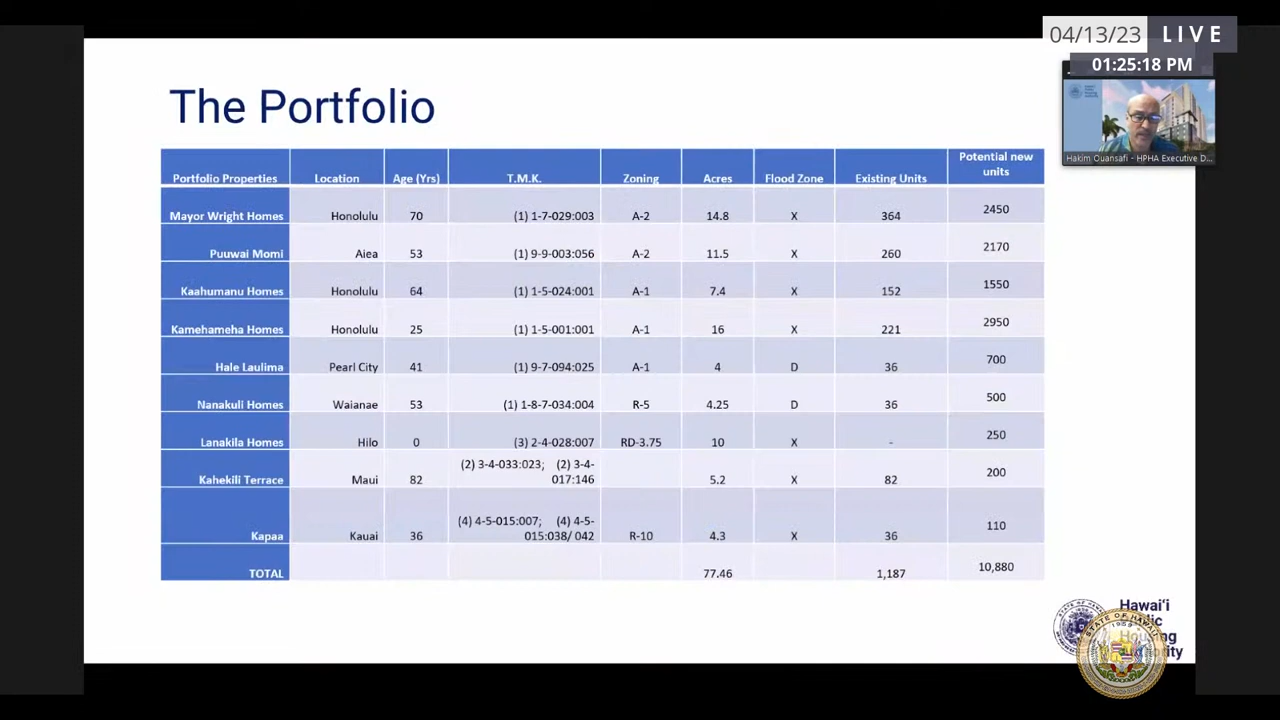 04/13/23 LIVE
01:25:18 PM
Hakim Ouansafi - HPHA Executive D...
The Portfolio
Portfolio Properties Location Age (Yrs) T.M.K. Zoning Acres Flood Zone Existing Units Potential new units
Mayor Wright Homes Honolulu 70 (1) 1-7-029:003 A-2 14.8 X 364 2450
Puuwai Momi Aiea 53 (1) 9-9-003:056 A-2 11.5 X 260 2170
Kaahumanu Homes Honolulu 64 (1) 1-5-024:001 A-1 7.4 X 152 1550
Kamehameha Homes Honolulu 25 (1) 1-5-001:001 A-1 16 X 221 2950
Hale Laulima Pearl City 41 (1) 9-7-094:025 A-1 4 D 36 700
Nanakuli Homes Waianae 53 (1) 1-8-7-034:004 R-5 4.25 D 36 500
Lanakila Homes Hilo 0 (3) 2-4-028:007 RD-3.75 10 X - 250
Kahekili Terrace Maui 82 (2) 3-4-033:023; (2) 3-4-017:146 5.2 X 82 200
Kapaa Kauai 36 (4) 4-5-015:007; (4) 4-5-015:038/ 042 R-10 4.3 X 36 110
TOTAL 77.46 1,187 10,880
Hawai'i
STATE OF HAWAII
1959